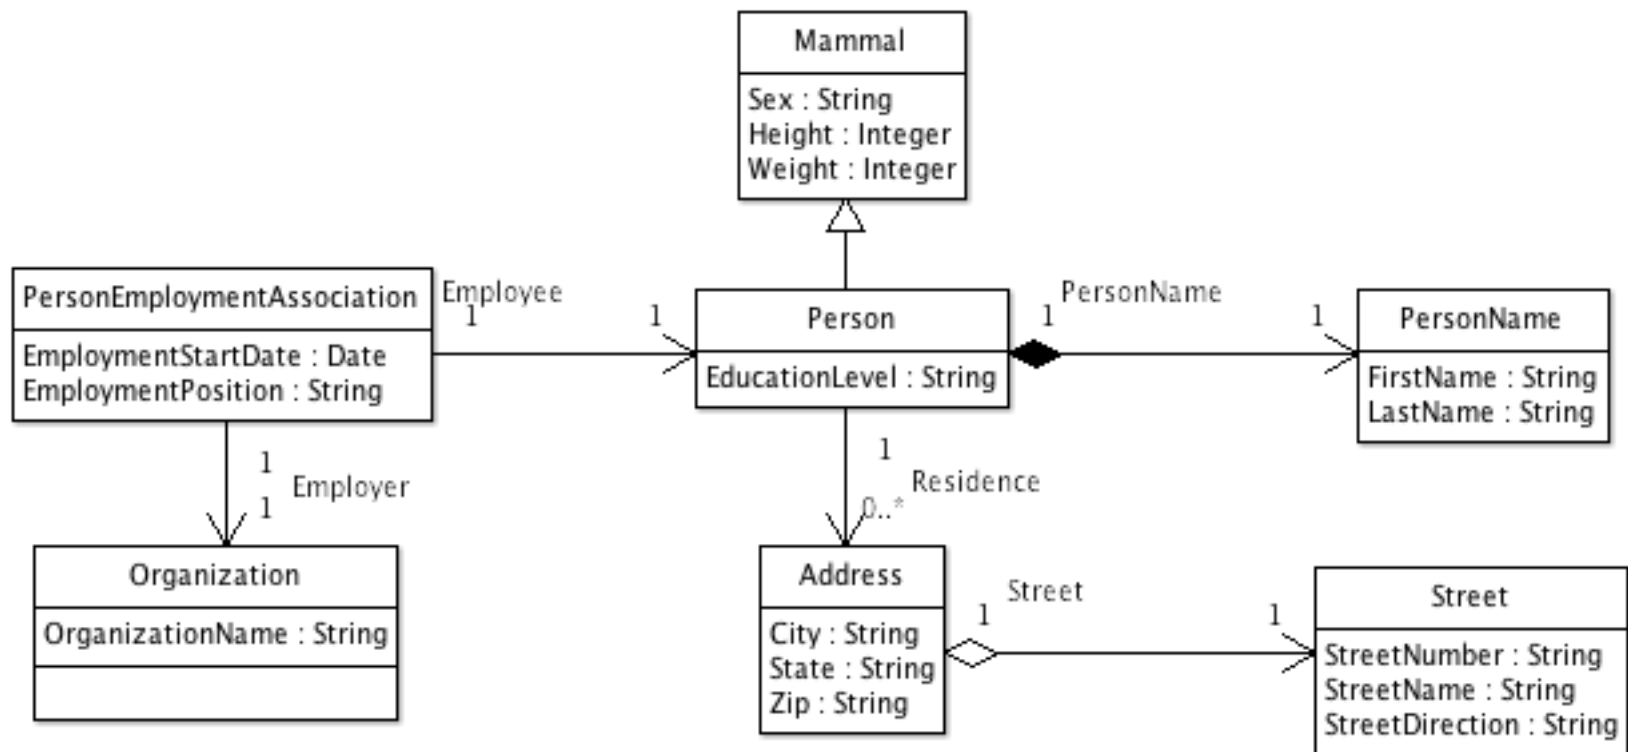 Mammal
Sex : String
Height : Integer
Weight : Integer
PersonEmploymentAssociation
EmploymentStartDate : Date
EmploymentPosition : String
Employee
1
1
Person
EducationLevel : String
PersonName
1
1
PersonName
FirstName : String
LastName : String
1
Employer
1
1
Residence
0..*
Organization
OrganizationName : String
Address
City : String
State : String
Zip : String
Street
1
1
Street
StreetNumber : String
StreetName : String
StreetDirection : String